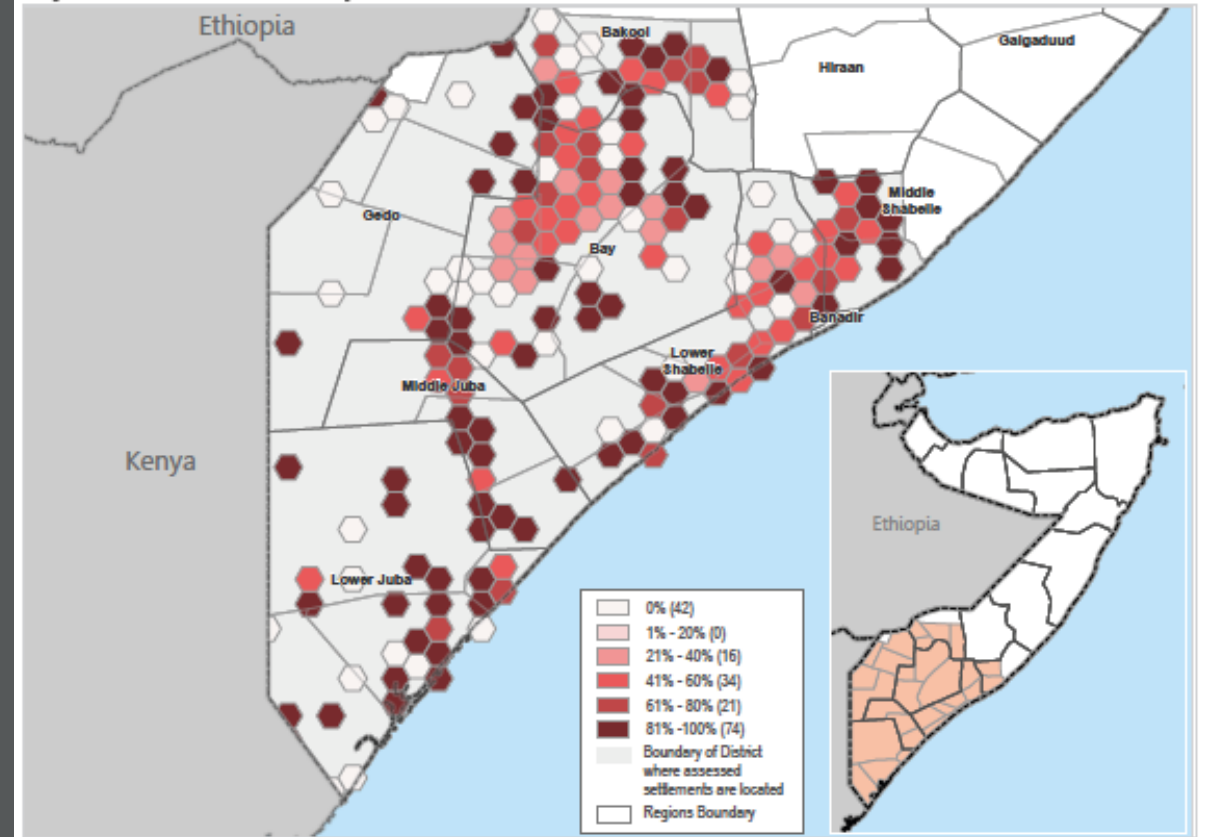 Ethiopia
Bakool
Galgaduud
Hiraan
Middle
Shabelle
Gedo
Bay
Banadir
Lower
Shabelle
Middle Juba
Kenya
Lower Juba
0% (42)
1% - 20% (0)
21% - 40% (16)
41% - 60% (34)
61% - 80% (21)
81% -100% (74)
Boundary of District
where assessed
settlements are located
Regions Boundary
Ethiopia